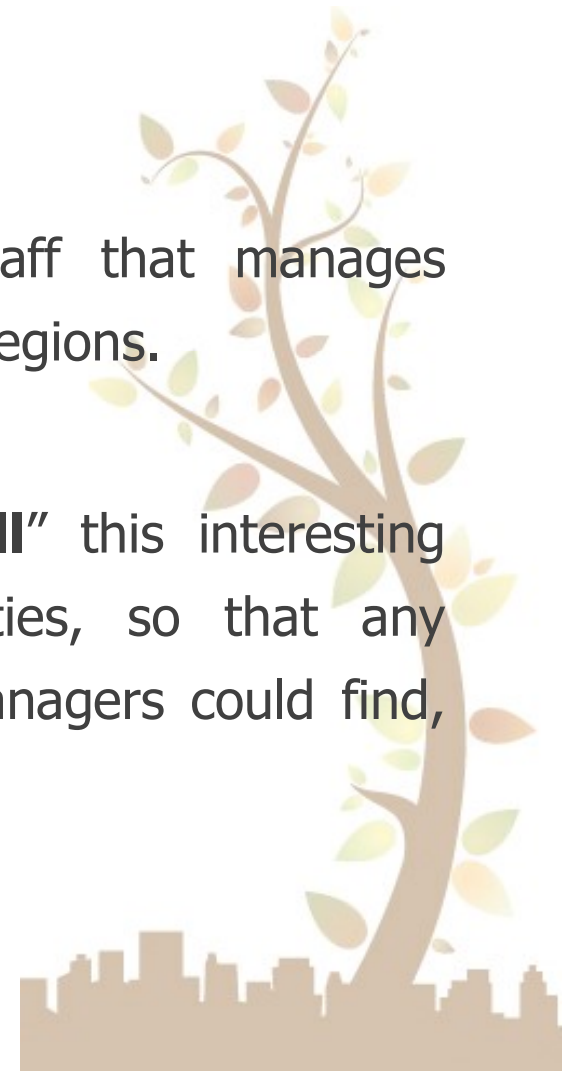 aff that manages
egions.
ll” this interesting
ties, so that any
nagers could find,